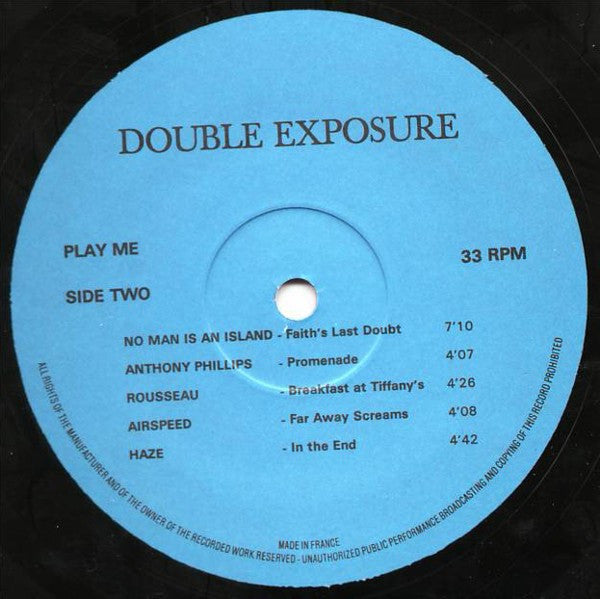 DOUBLE EXPOSURE
PLAY ME
33 RPM
SIDE TWO
NO MAN IS AN ISLAND - Faith's Last Doubt 7'10
ANTHONY PHILLIPS - Promenade 4'07
ROUSSEAU - Breakfast at Tiffany's 4'26
AIRSPEED - Far Away Screams 4'08
HAZE - In the End 4'42
MADE IN FRANCE
ALL RIGHTS OF THE MANUFACTURER AND OF THE OWNER OF THE RECORDED WORK RESERVED - UNAUTHORIZED PUBLIC PERFORMANCE BROADCASTING AND COPYING OF THIS RECORD PROHIBITED